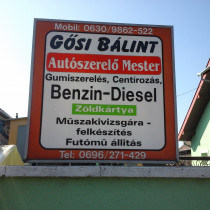 Mobil: 0630/9862-522
GŐSI BÁLINT
Autószerelő Mester
Gumiszerelés, Centírozás,
Benzin-Diesel
Zöldkártya
Műszakivizsgára -
felkészítés
Futómű állítás
Tel: 0696/271-429